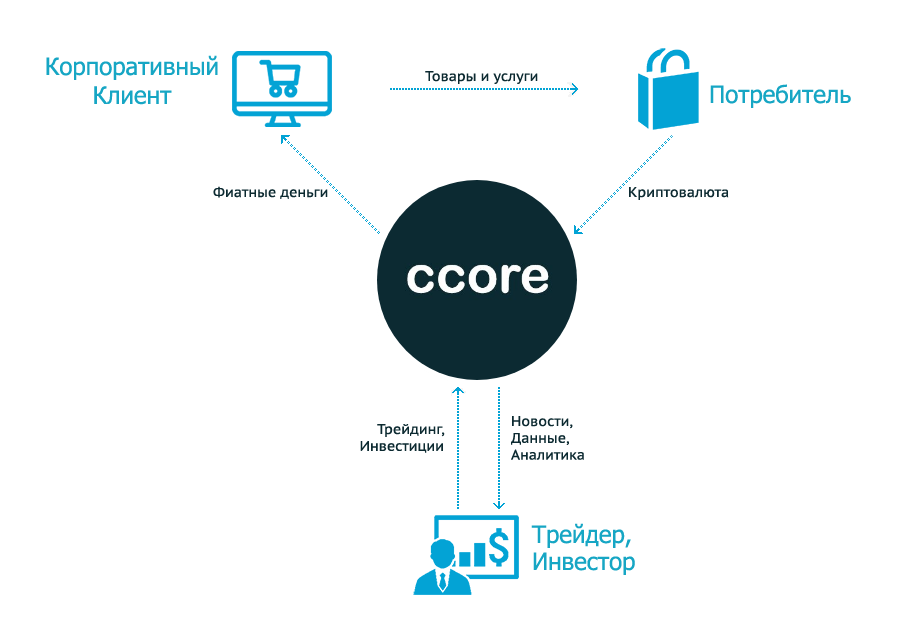 Корпоративный
Клиент
Товары и услуги
Потребитель
Фиатные деньги
Криптовалюта
ccore
Трейдинг,
Инвестиции
Новости,
Данные,
Аналитика
$
Трейдер,
Инвестор